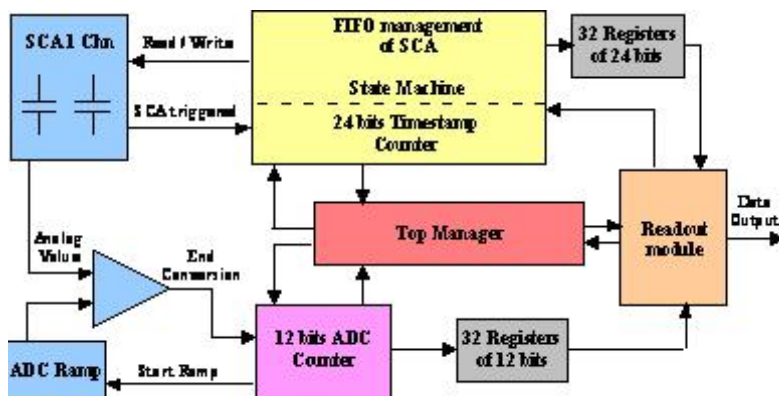 SCA1 Chn
Read / Write
FIFO management
of SCA
State Machine
32 Registers
of 24 bits
SCA triggered
24 bits Timestamp
Counter
Top Manager
Readout
module
Data
Output
Analog
Value
End
Conversion
12 bits ADC
Counter
32 Registers
of 12 bits
ADC Ramp
Start Ramp